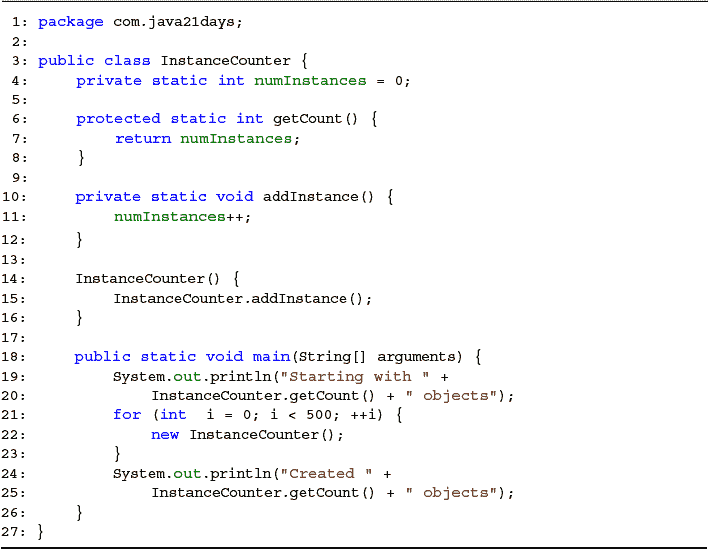 1: package com.java21days;
2:
3: public class InstanceCounter {
4:     private static int numInstances = 0;
5:
6:     protected static int getCount() {
7:         return numInstances;
8:     }
9:
10:     private static void addInstance() {
11:         numInstances++;
12:     }
13:
14:     InstanceCounter() {
15:         InstanceCounter.addInstance();
16:     }
17:
18:     public static void main(String[] arguments) {
19:         System.out.println("Starting with " +
20:             InstanceCounter.getCount() + " objects");
21:         for (int  i = 0; i < 500; ++i) {
22:             new InstanceCounter();
23:         }
24:         System.out.println("Created " +
25:             InstanceCounter.getCount() + " objects");
26:     }
27: }